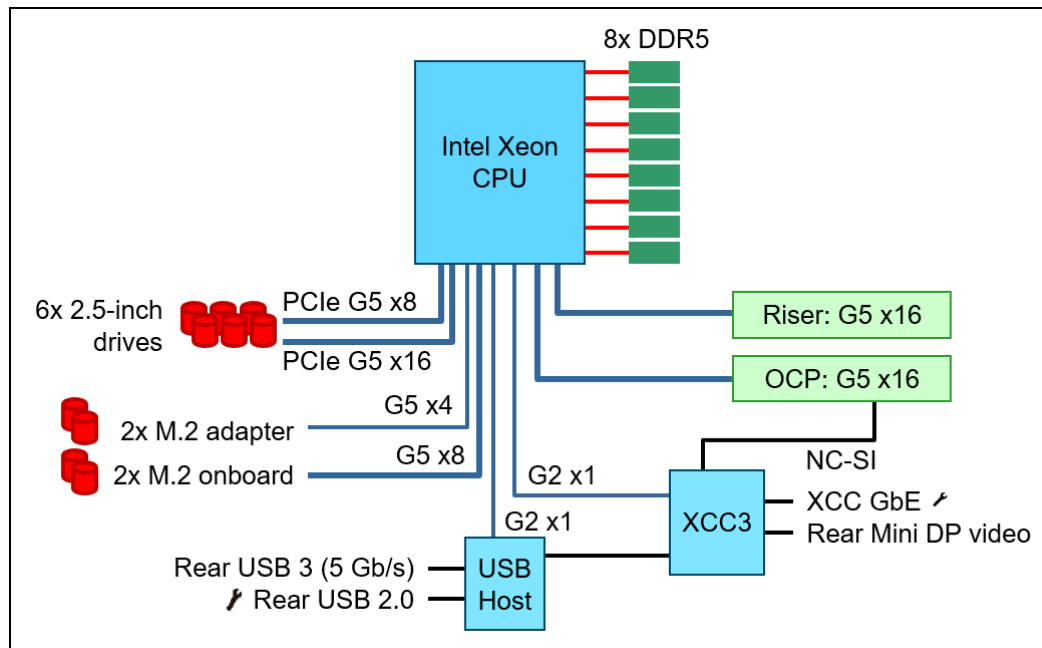 8x DDR5
Intel Xeon
CPU
6x 2.5-inch
drives
PCIe G5 x8
PCIe G5 x16
Riser: G5 x16
OCP: G5 x16
G5 x4
2x M.2 adapter
G5 x8
2x M.2 onboard
NC-SI
G2 x1
XCC3
XCC GbE
Rear Mini DP video
G2 x1
USB
Host
Rear USB 3 (5 Gb/s)
Rear USB 2.0